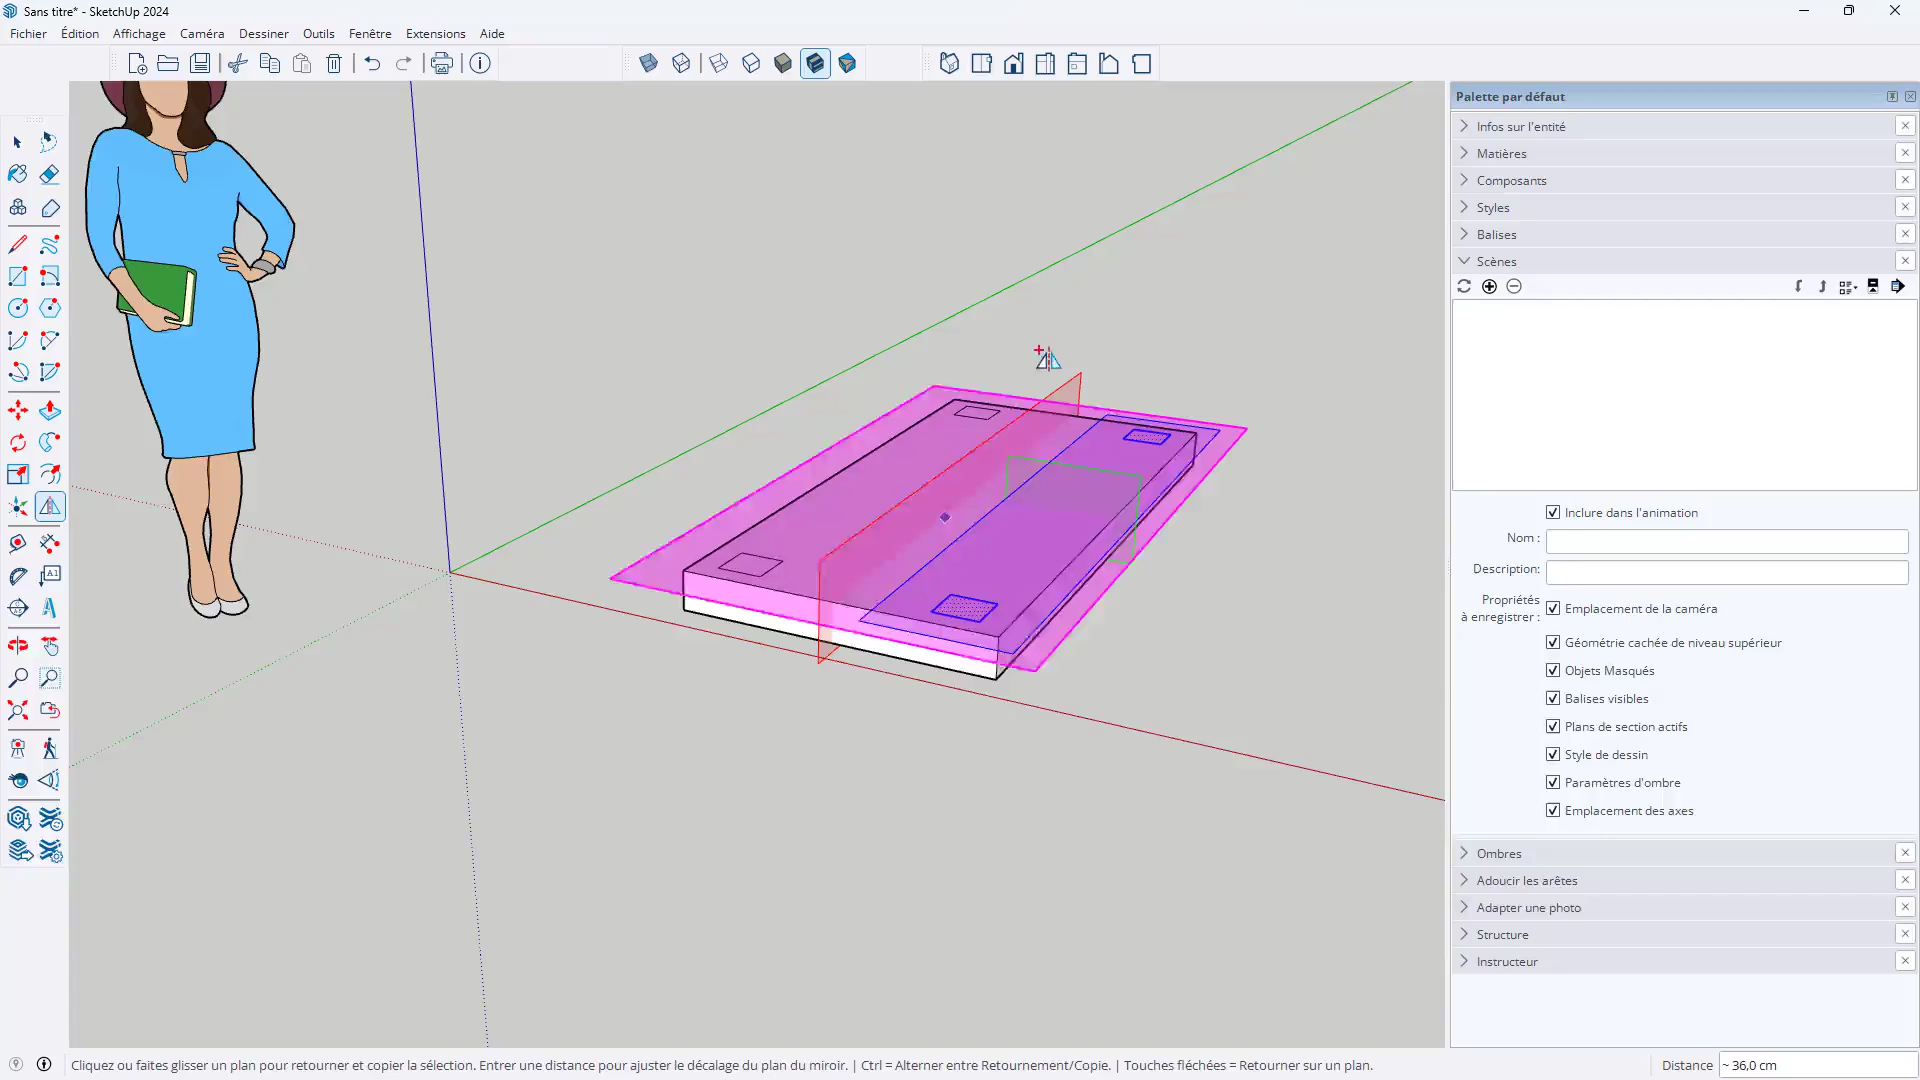 Sans titre* - SketchUp 2024
Fichier Édition Affichage Caméra Dessiner Outils Fenêtre Extensions Aide
Palette par défaut
Infos sur l'entité
Matières
Composants
Styles
Balises
Scènes
Inclure dans l'animation
Nom :
Description:
Propriétés
à enregistrer :
Emplacement de la caméra
Géométrie cachée de niveau supérieur
Objets Masqués
Balises visibles
Plans de section actifs
Style de dessin
Paramètres d'ombre
Emplacement des axes
Ombres
Adoucir les arêtes
Adapter une photo
Structure
Instructeur
Cliquez ou faites glisser un plan pour retourner et copier la sélection. Entrer une distance pour ajuster le décalage du plan du miroir. | Ctrl = Alterner entre Retournement/Copie. | Touches fléchées = Retourner sur un plan.
Distance ~ 36,0 cm